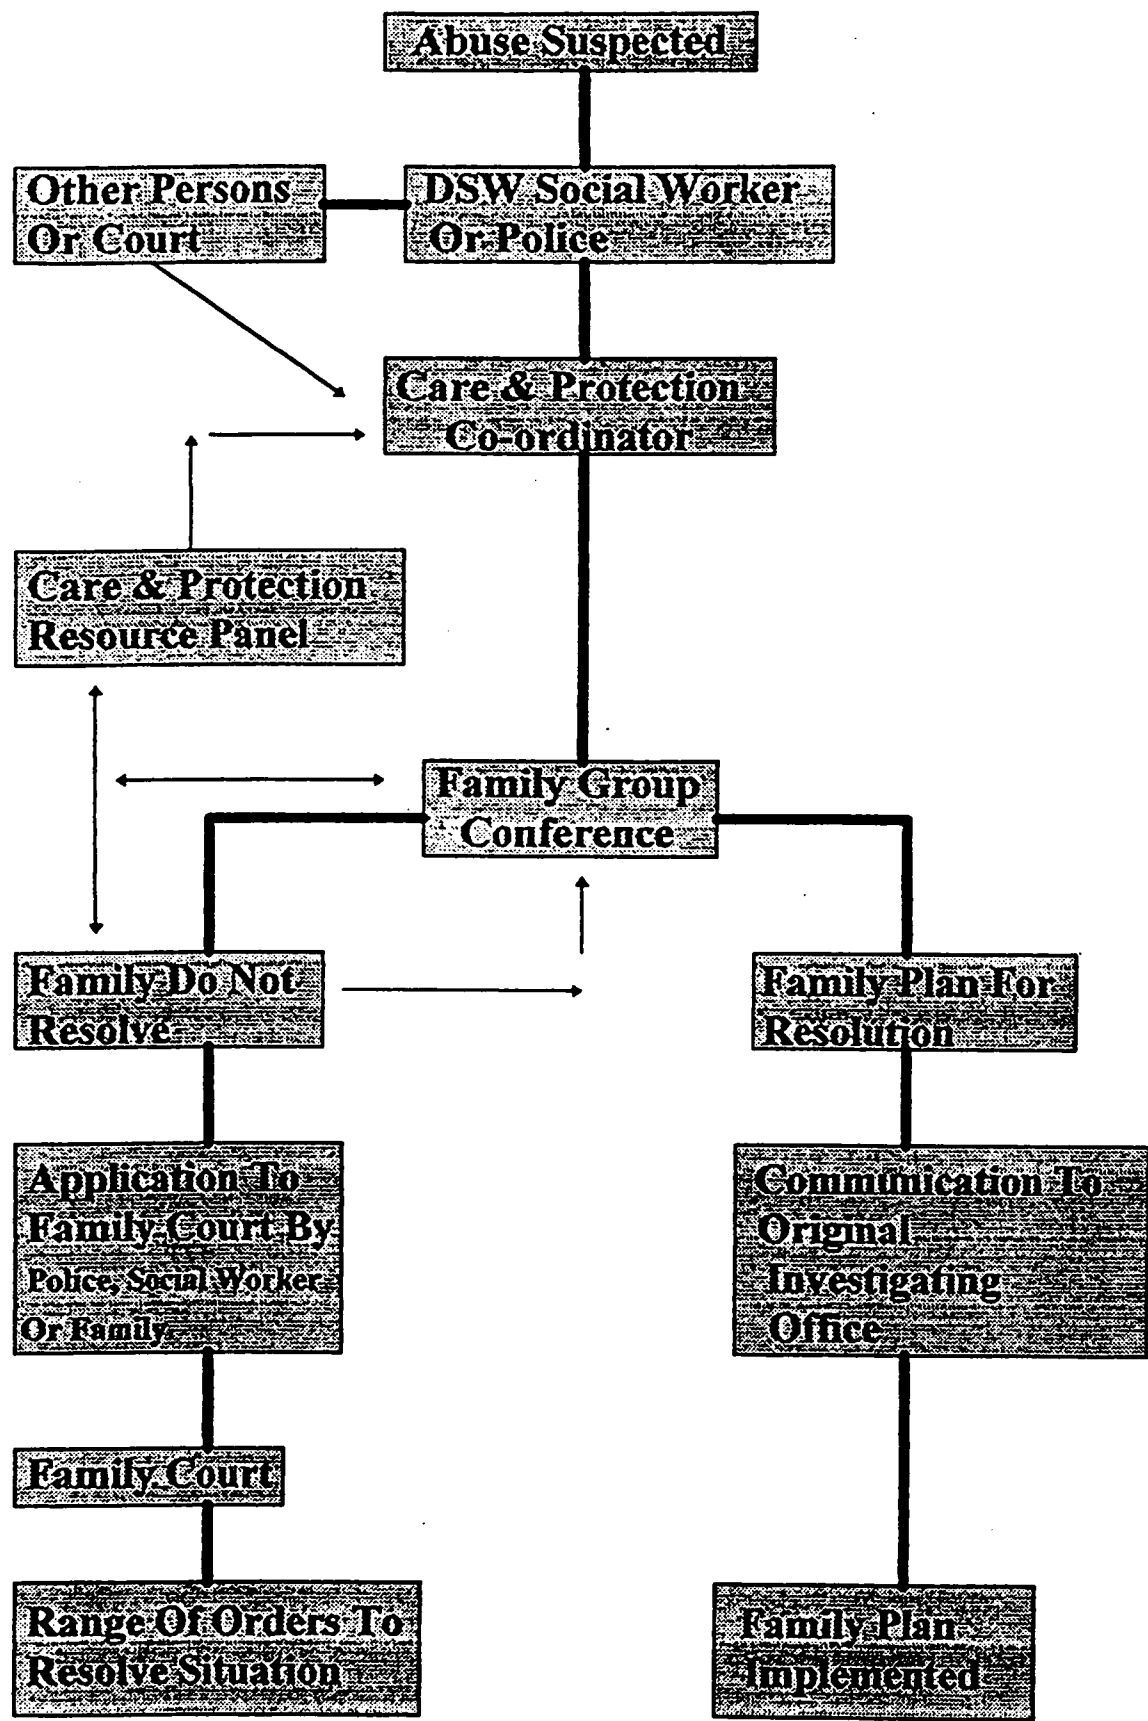 Abuse Suspected
Other Persons
Or Court
DSW Social Worker
Or Police
Care & Protection
Co-ordinator
Care & Protection
Resource Panel
Family Group
Conference
Family Do Not
Resolve
Family Plan For
Resolution
Application To
Family Court By
Police, Social Worker
Or Family
Communication To
Original
Investigating
Office
Family Court
Range Of Orders To
Resolve Situation
Family Plan
Implemented